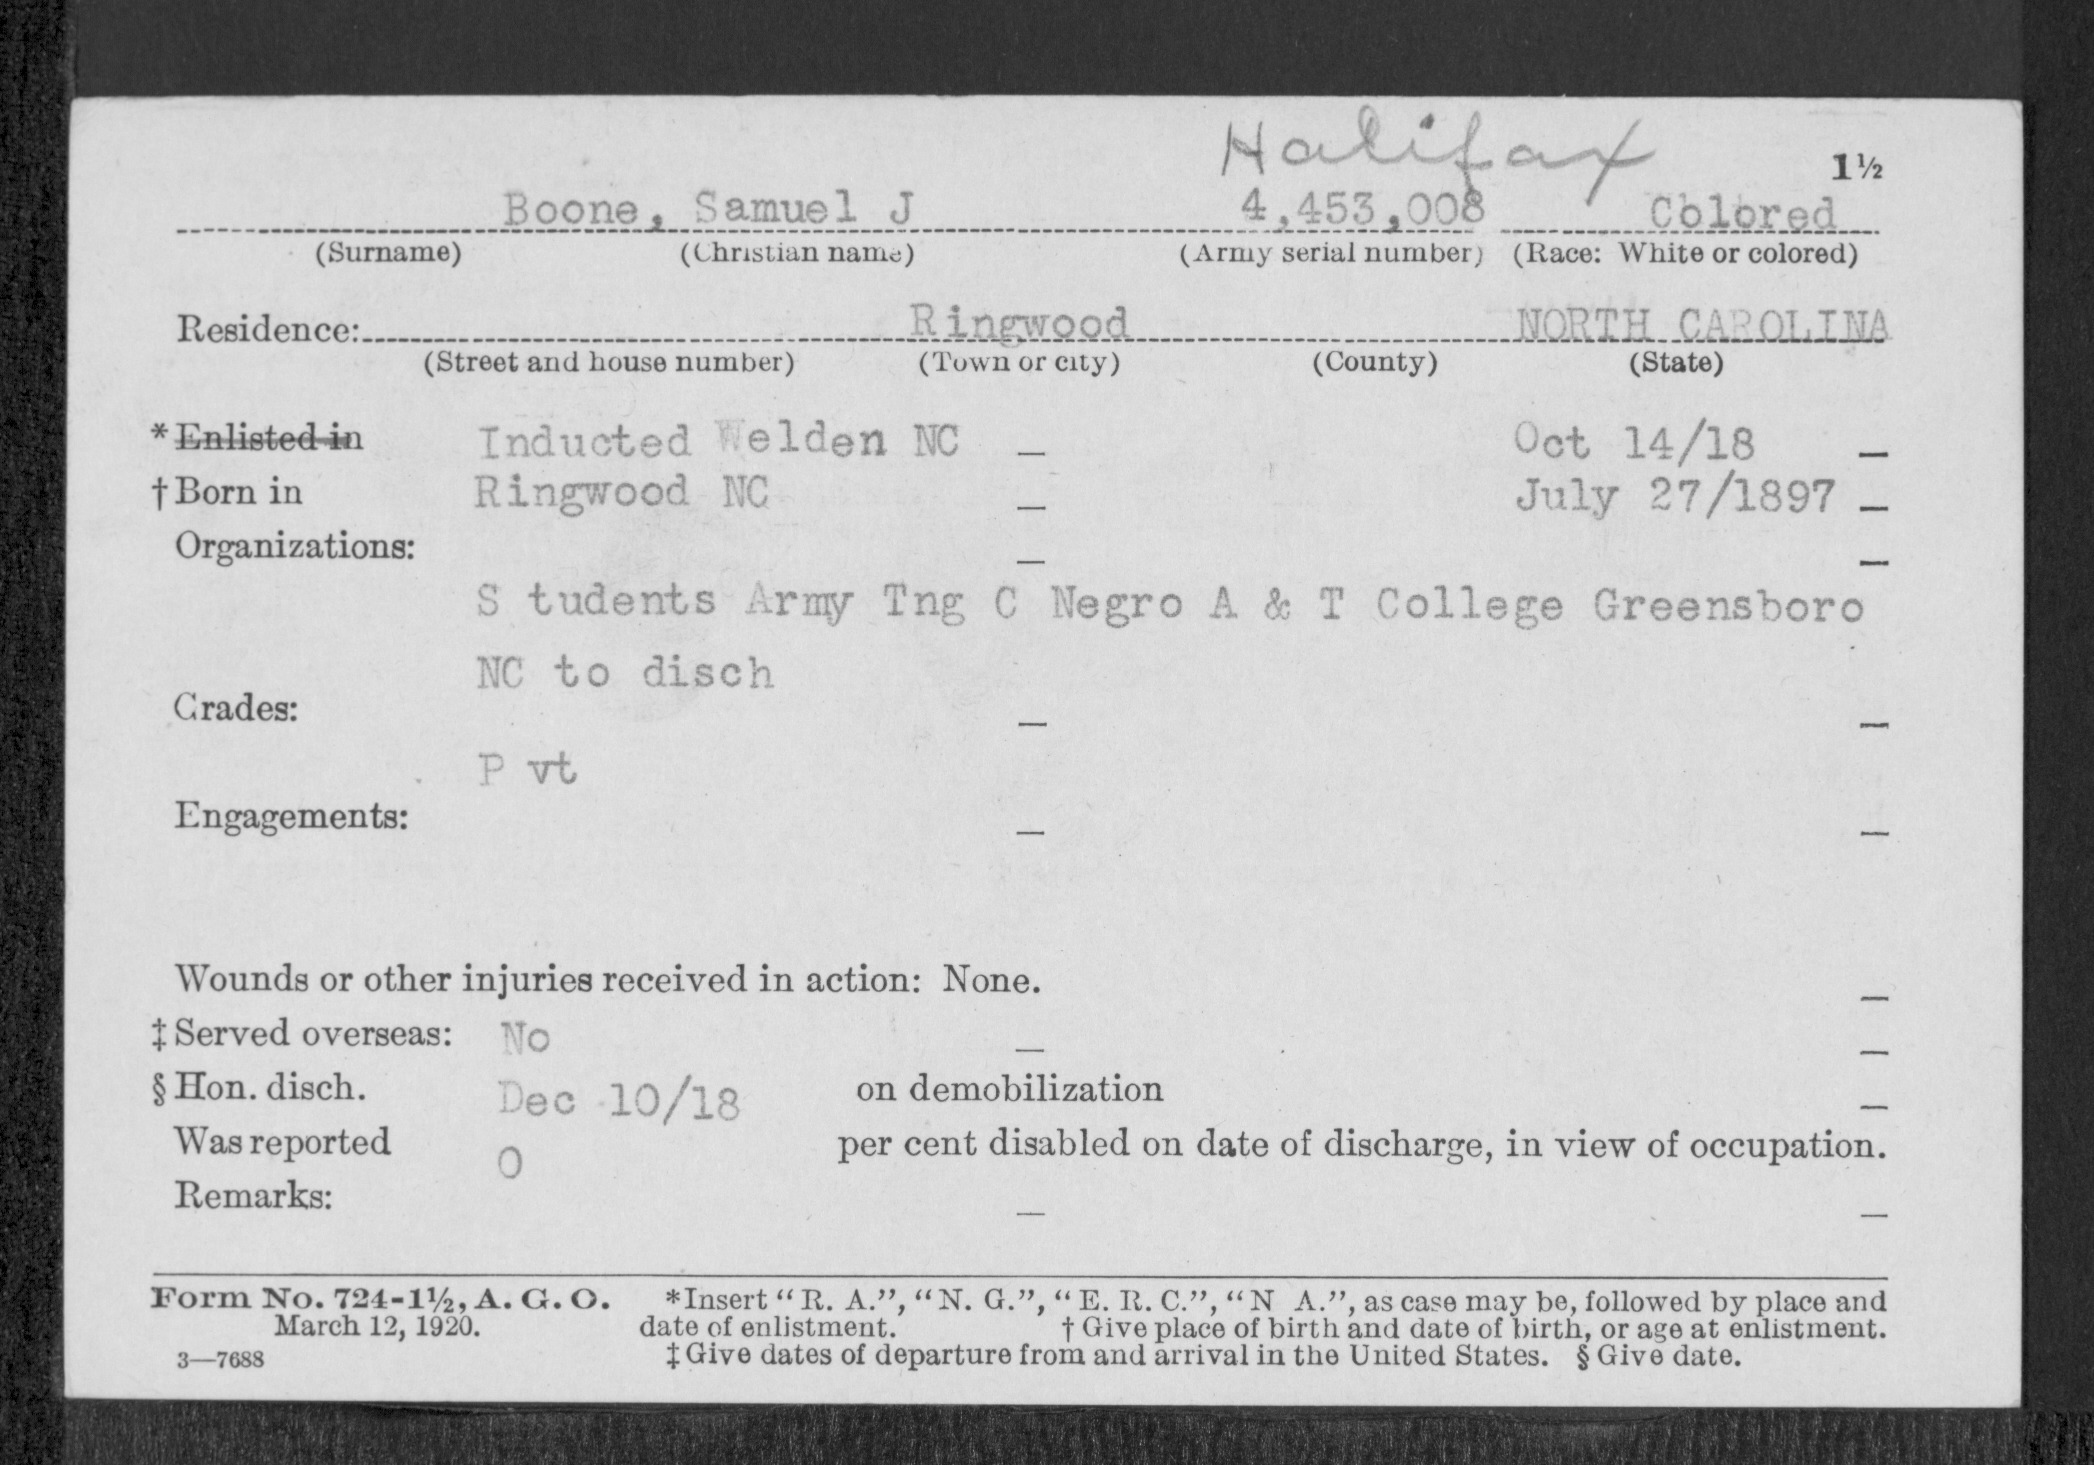 Halifax
1½
Boone, Samuel J 4,453,008 Colored
(Surname) (Christian name) (Army serial number) (Race: White or colored)
Residence: Ringwood NORTH CAROLINA
(Street and house number) (Town or city) (County) (State)
* Enlisted in Inducted Welden NC — Oct 14/18 —
† Born in Ringwood NC — July 27/1897 —
Organizations: — —
S tudents Army Tng C Negro A & T College Greensboro
NC to disch
Grades: — —
P vt
Engagements: — —
Wounds or other injuries received in action: None. —
‡ Served overseas: No — —
§ Hon. disch. Dec 10/18 on demobilization —
Was reported 0 per cent disabled on date of discharge, in view of occupation.
Remarks: — —
Form No. 724-1½, A. G. O. *Insert “R. A.”, “N. G.”, “E. R. C.”, “N A.”, as case may be, followed by place and
March 12, 1920. date of enlistment. † Give place of birth and date of birth, or age at enlistment.
3—7688 ‡ Give dates of departure from and arrival in the United States. § Give date.